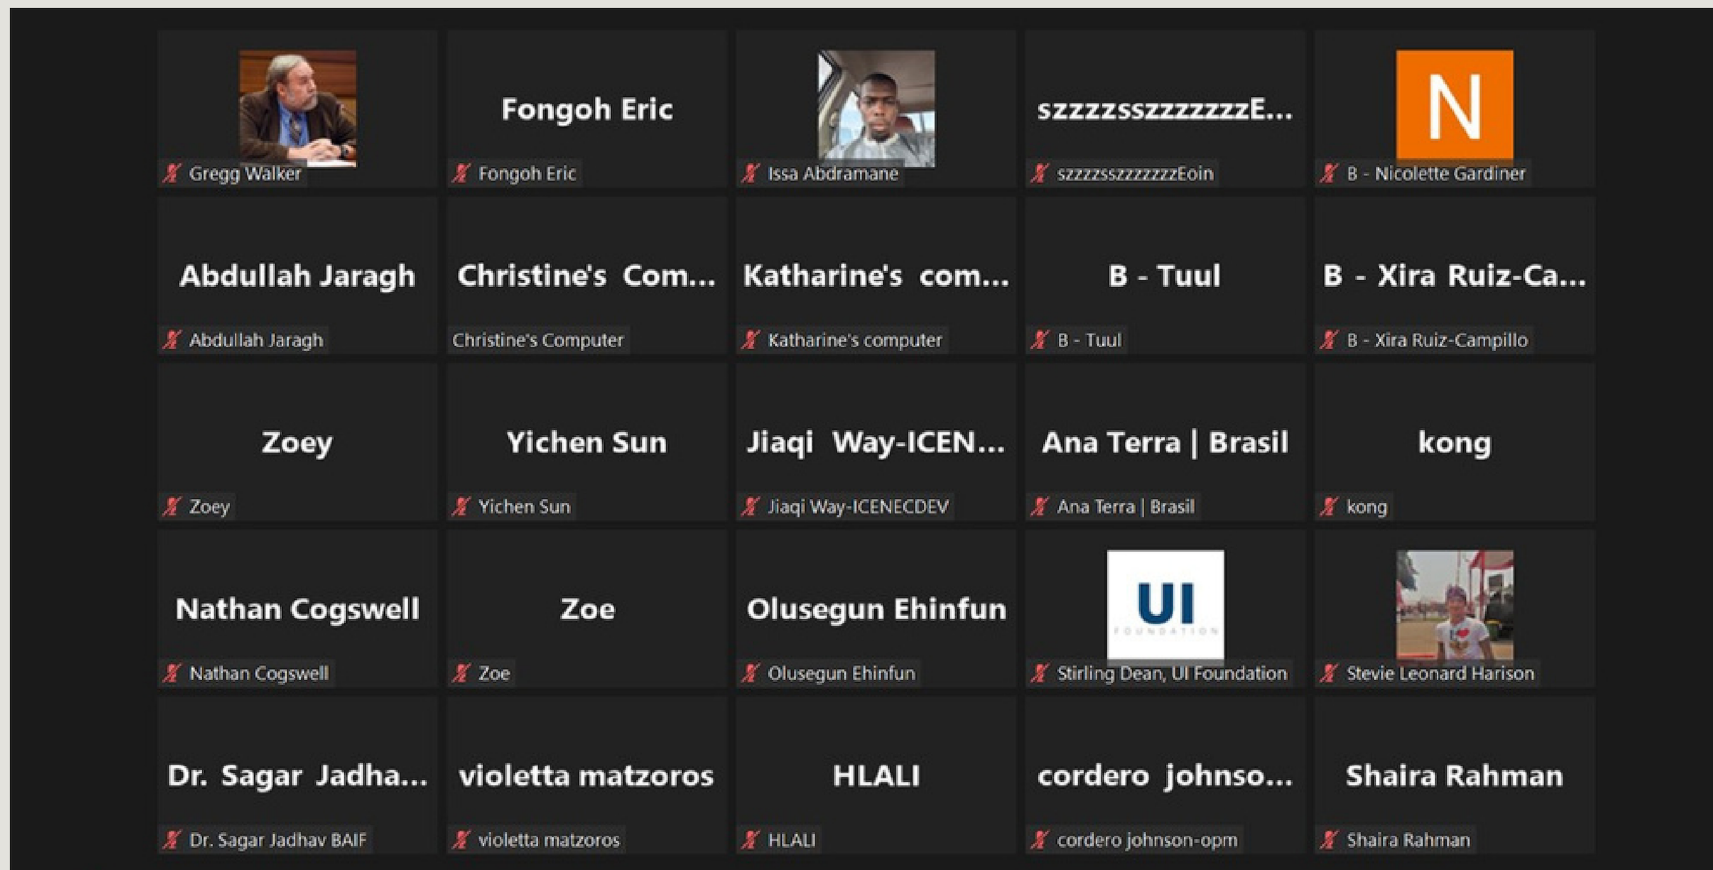 Gregg Walker
Fongoh Eric
Fongoh Eric
Issa Abdramane
szzzzsszzzzzzzE...
szzzzsszzzzzzzEoin
N
B - Nicolette Gardiner
Abdullah Jaragh
Abdullah Jaragh
Christine's Com...
Christine's Computer
Katharine's com...
Katharine's computer
B - Tuul
B - Tuul
B - Xira Ruiz-Ca...
B - Xira Ruiz-Campillo
Zoey
Zoey
Yichen Sun
Yichen Sun
Jiaqi Way-ICEN...
Jiaqi Way-ICENECDEV
Ana Terra | Brasil
Ana Terra | Brasil
kong
kong
Nathan Cogswell
Nathan Cogswell
Zoe
Zoe
Olusegun Ehinfun
Olusegun Ehinfun
UI
FOUNDATION
Stirling Dean, UI Foundation
Stevie Leonard Harison
Dr. Sagar Jadha...
Dr. Sagar Jadhav BAIF
violetta matzoros
violetta matzoros
HLALI
HLALI
cordero johnso...
cordero johnson-opm
Shaira Rahman
Shaira Rahman